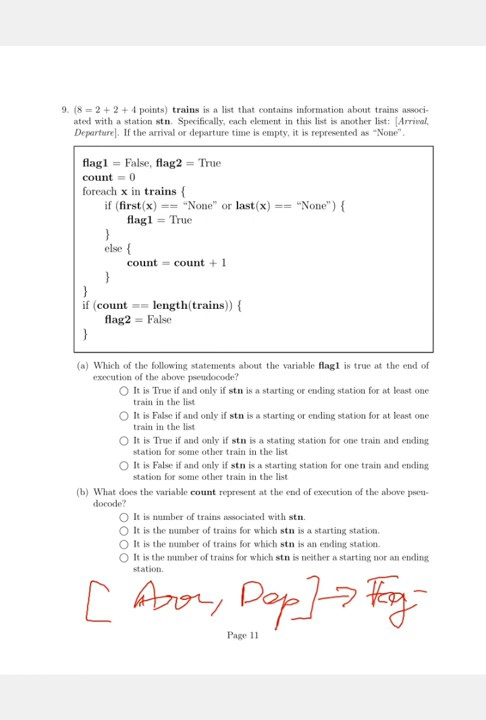 9. (8 = 2 + 2 + 4 points) trains is a list that contains information about trains associ-
ated with a station stn. Specifically, each element in this list is another list: [Arrival,
Departure]. If the arrival or departure time is empty, it is represented as “None”.
flag1 = False, flag2 = True
count = 0
foreach x in trains {
if (first(x) == “None” or last(x) == “None”) {
flag1 = True
}
else {
count = count + 1
}
}
if (count == length(trains)) {
flag2 = False
}
(a) Which of the following statements about the variable flag1 is true at the end of
execution of the above pseudocode?
○ It is True if and only if stn is a starting or ending station for at least one
train in the list
○ It is False if and only if stn is a starting or ending station for at least one
train in the list
○ It is True if and only if stn is a stating station for one train and ending
station for some other train in the list
○ It is False if and only if stn is a starting station for one train and ending
station for some other train in the list
(b) What does the variable count represent at the end of execution of the above pseu-
docode?
○ It is number of trains associated with stn.
○ It is the number of trains for which stn is a starting station.
○ It is the number of trains for which stn is an ending station.
○ It is the number of trains for which stn is neither a starting nor an ending
station.
[ Arr, Dep] →
Page 11